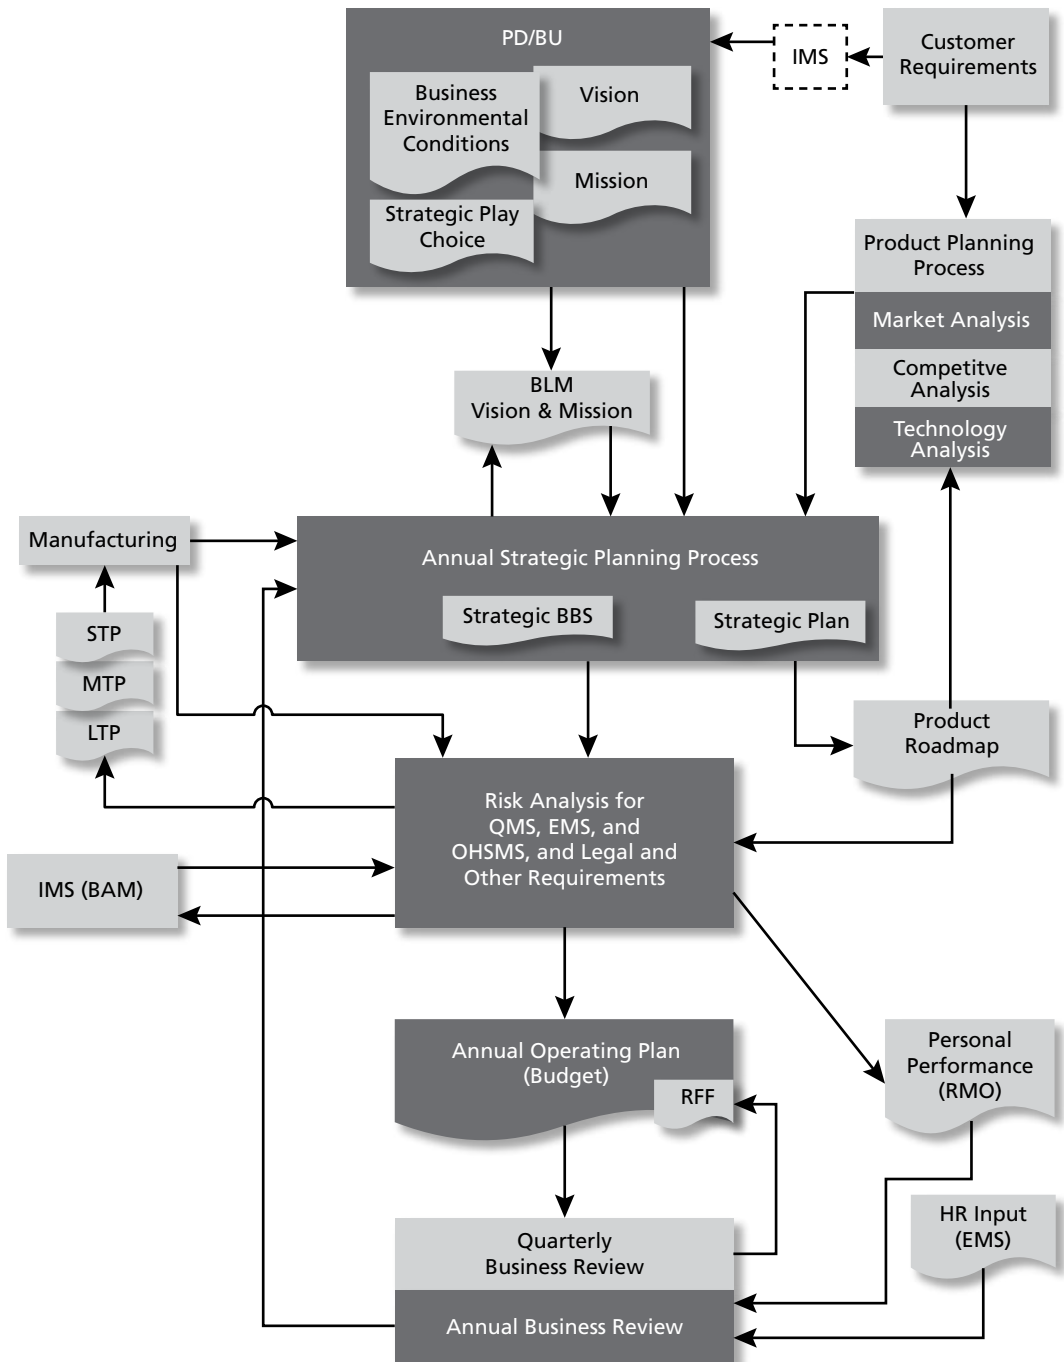 PD/BU
Business
Environmental
Conditions
Vision
Mission
Strategic Play
Choice
IMS
Customer
Requirements
Product Planning
Process
Market Analysis
Competitve
Analysis
Technology
Analysis
BLM
Vision & Mission
Manufacturing
STP
MTP
LTP
Annual Strategic Planning Process
Strategic BBS
Strategic Plan
Product
Roadmap
Risk Analysis for
QMS, EMS, and
OHSMS, and Legal and
Other Requirements
IMS (BAM)
Annual Operating Plan
(Budget)
RFF
Personal
Performance
(RMO)
HR Input
(EMS)
Quarterly
Business Review
Annual Business Review